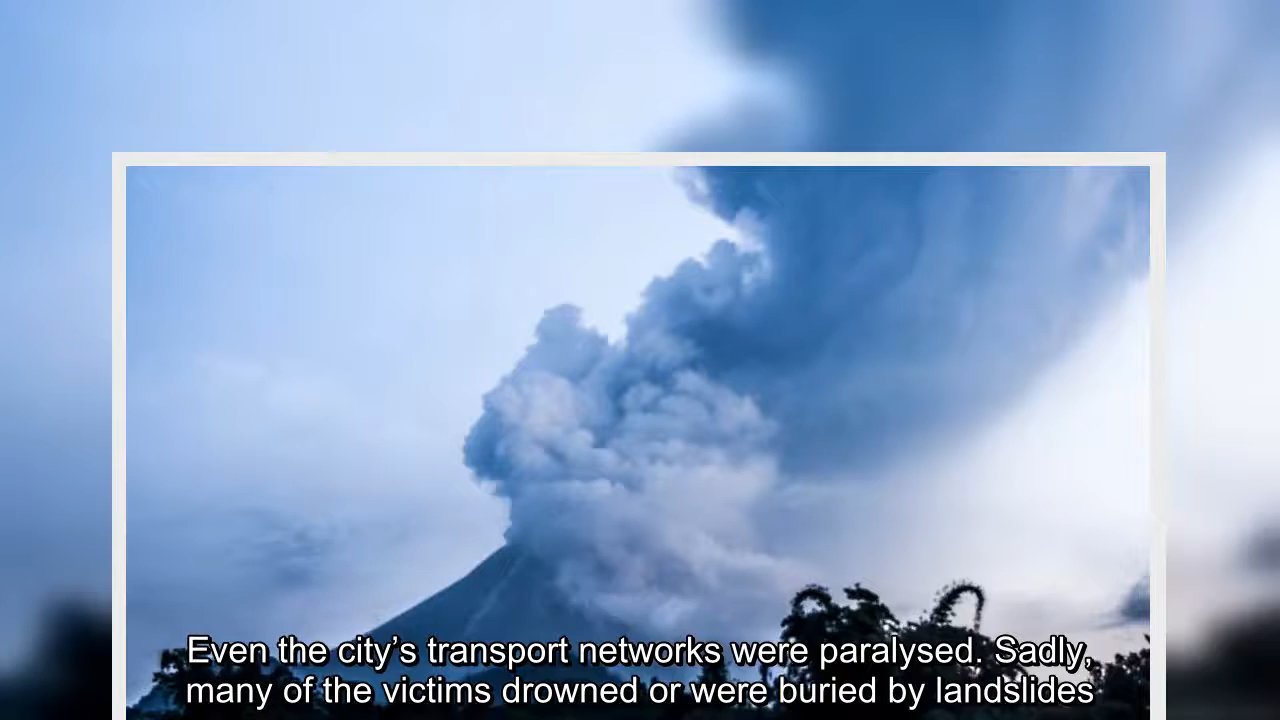 Even the city’s transport networks were paralysed. Sadly,
many of the victims drowned or were buried by landslides